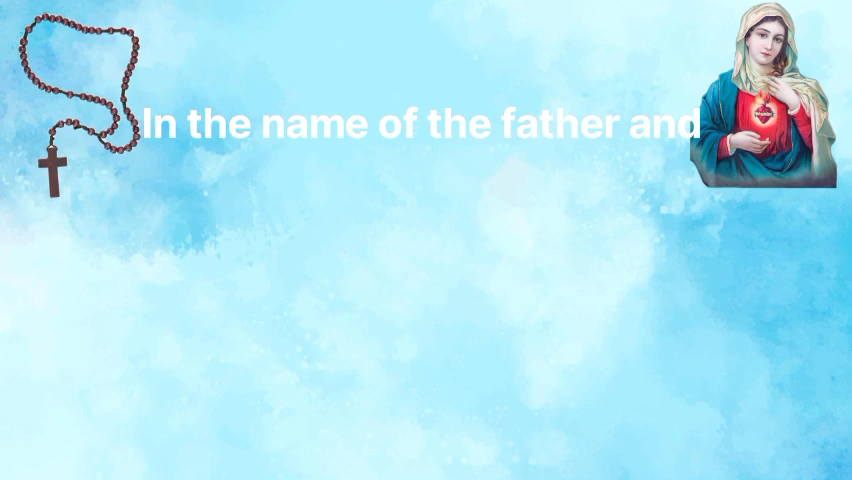 In the name of the father and